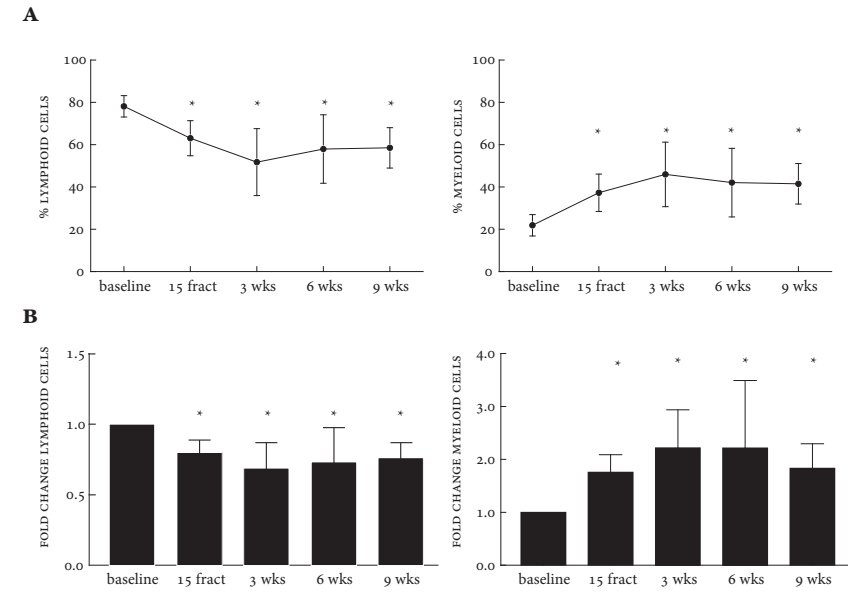 A
% LYMPHOID CELLS
100
80
60
40
20
0
* * * *
baseline 15 fract 3 wks 6 wks 9 wks
% MYELOID CELLS
100
80
60
40
20
0
* * * *
baseline 15 fract 3 wks 6 wks 9 wks
B
FOLD CHANGE LYMPHOID CELLS
1.5
1.0
0.5
0.0
* * * *
baseline 15 fract 3 wks 6 wks 9 wks
FOLD CHANGE MYELOID CELLS
4.0
3.0
2.0
1.0
0.0
* * * *
baseline 15 fract 3 wks 6 wks 9 wks